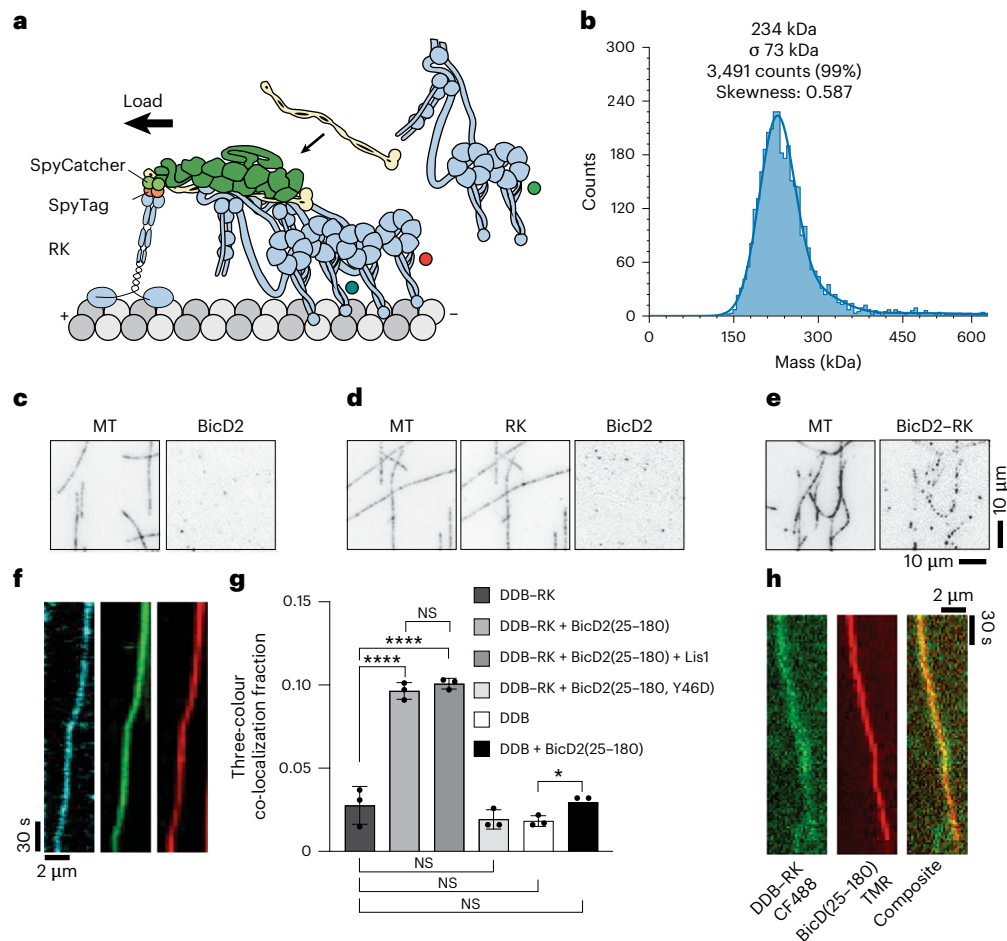 a
Load
SpyCatcher
SpyTag
RK
+
–
b
234 kDa
σ 73 kDa
3,491 counts (99%)
Skewness: 0.587
300
240
180
120
60
0
Counts
0 150 300 450 600
Mass (kDa)
c
MT BicD2
d
MT RK BicD2
e
MT BicD2–RK
10 µm
10 µm
f
30 s
2 µm
g
0.15
0.10
0.05
0
Three-colour
co-localization fraction
NS
****
****
*
NS
NS
NS
DDB–RK
DDB–RK + BicD2(25–180)
DDB–RK + BicD2(25–180) + Lis1
DDB–RK + BicD2(25–180, Y46D)
DDB
DDB + BicD2(25–180)
h
2 µm
30 s
DDB–RK
CF488
BicD(25–180)
TMR
Composite